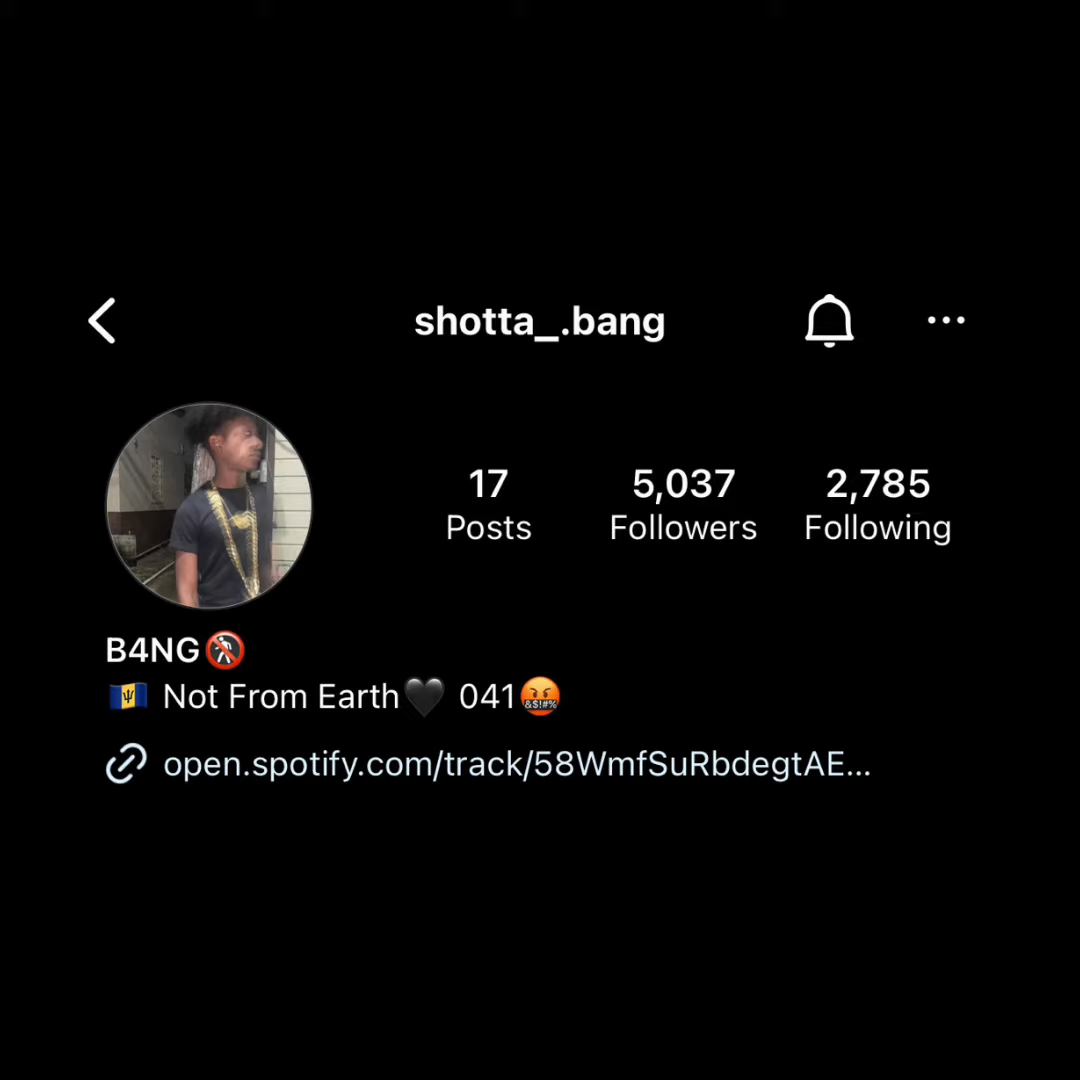 shotta_.bang
17 5,037 2,785
Posts Followers Following
B4NG🚷
🇧🇧 Not From Earth🖤 041🤬
open.spotify.com/track/58WmfSuRbdegtAE...